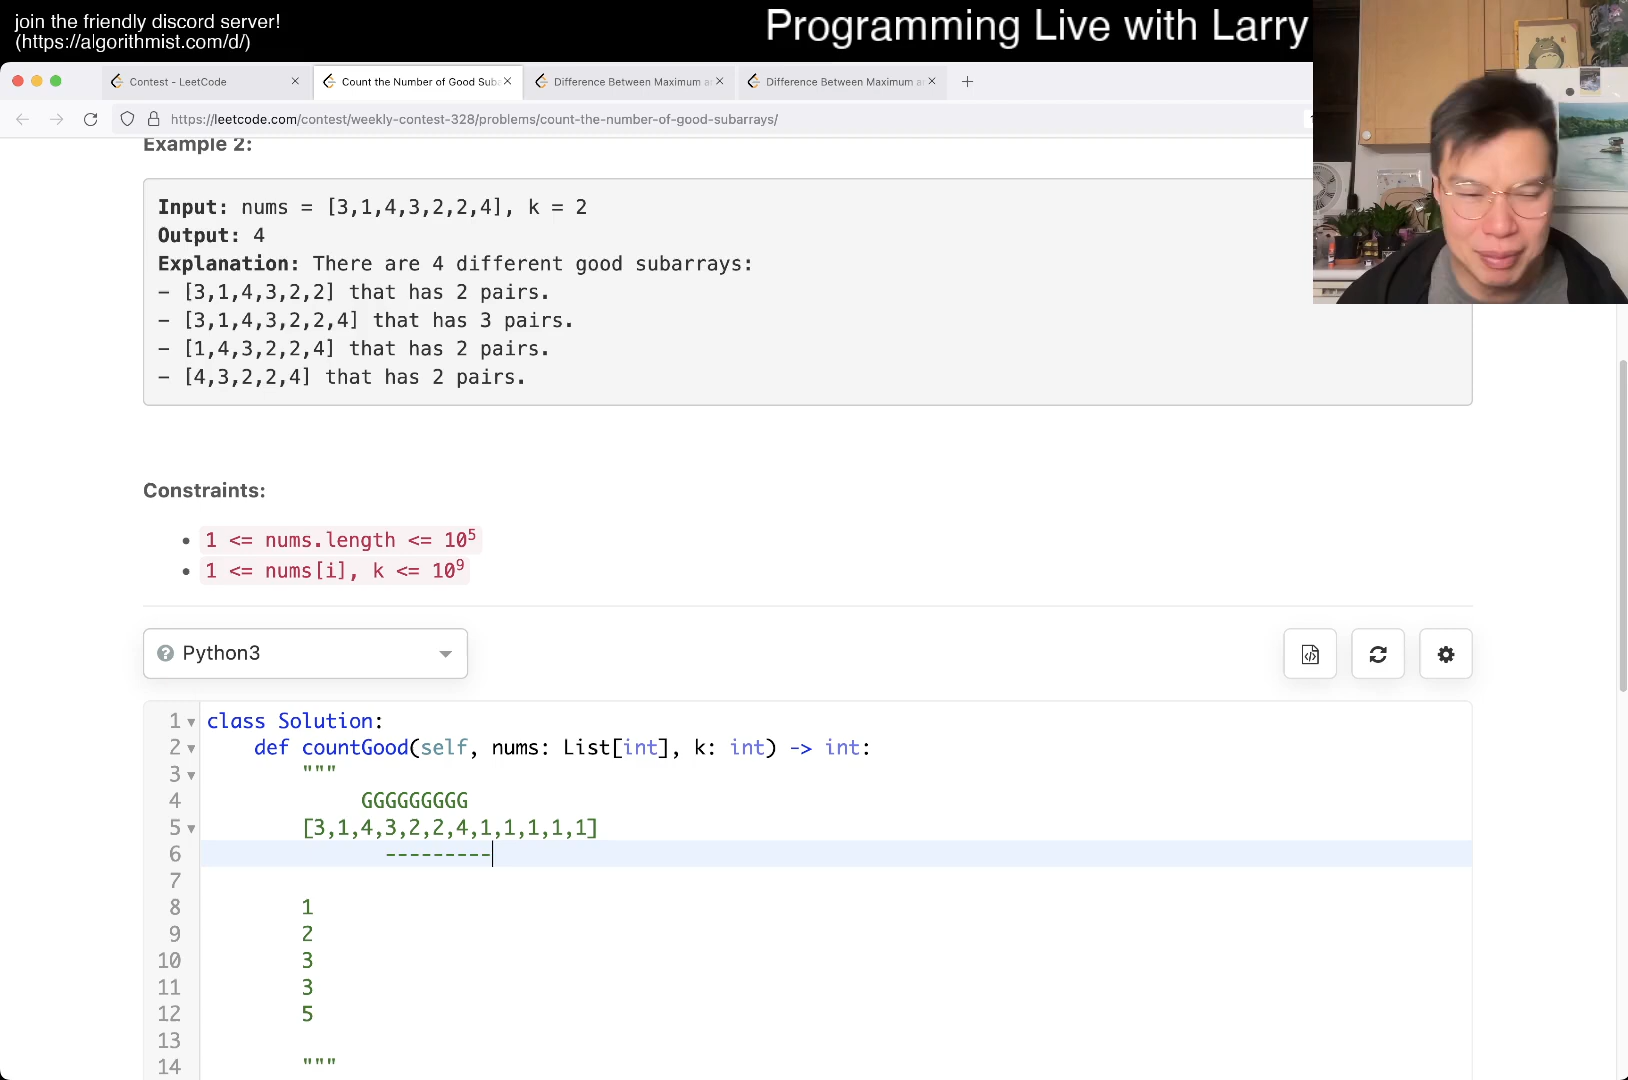 join the friendly discord server!
(https://algorithmist.com/d/)
Programming Live with Larry
Contest - LeetCode
Count the Number of Good Sub
Difference Between Maximum a
Difference Between Maximum a
https://leetcode.com/contest/weekly-contest-328/problems/count-the-number-of-good-subarrays/
Example 2:
Input: nums = [3,1,4,3,2,2,4], k = 2
Output: 4
Explanation: There are 4 different good subarrays:
- [3,1,4,3,2,2] that has 2 pairs.
- [3,1,4,3,2,2,4] that has 3 pairs.
- [1,4,3,2,2,4] that has 2 pairs.
- [4,3,2,2,4] that has 2 pairs.
Constraints:
• 1 <= nums.length <= 10⁵
• 1 <= nums[i], k <= 10⁹
Python3
1 class Solution:
2 def countGood(self, nums: List[int], k: int) -> int:
3 """
4 GGGGGGGGG
5 [3,1,4,3,2,2,4,1,1,1,1,1]
6 ---------
7
8 1
9 2
10 3
11 3
12 5
13
14 """